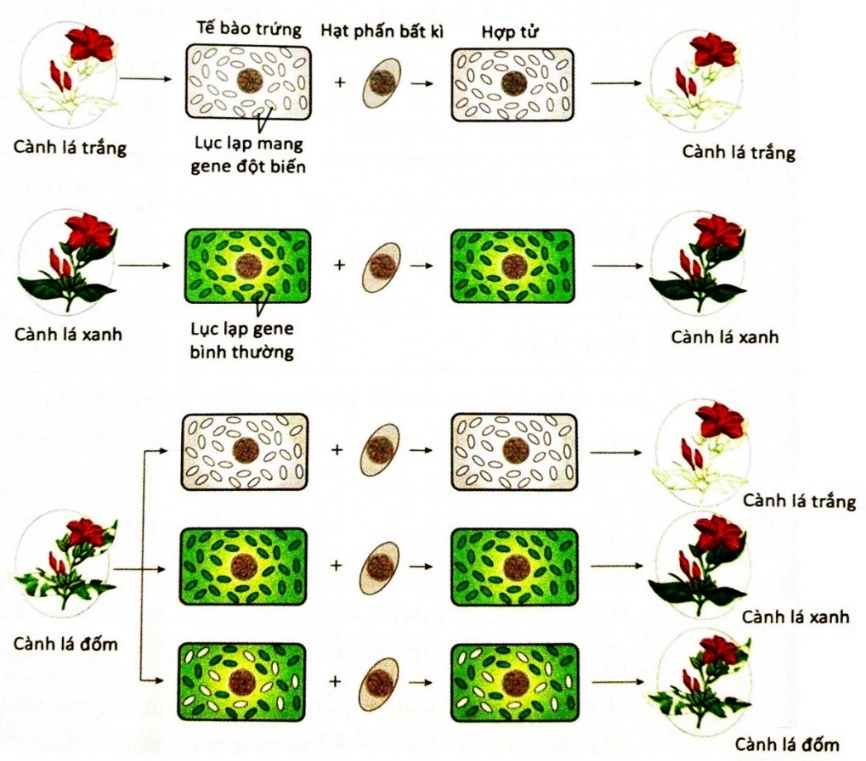 Tế bào trứng
Hạt phấn bất kì
Hợp tử
Cành lá trắng
Lục lạp mang
gene đột biến
Cành lá trắng
Cành lá xanh
Lục lạp gene
bình thường
Cành lá xanh
Cành lá trắng
Cành lá đốm
Cành lá xanh
Cành lá đốm